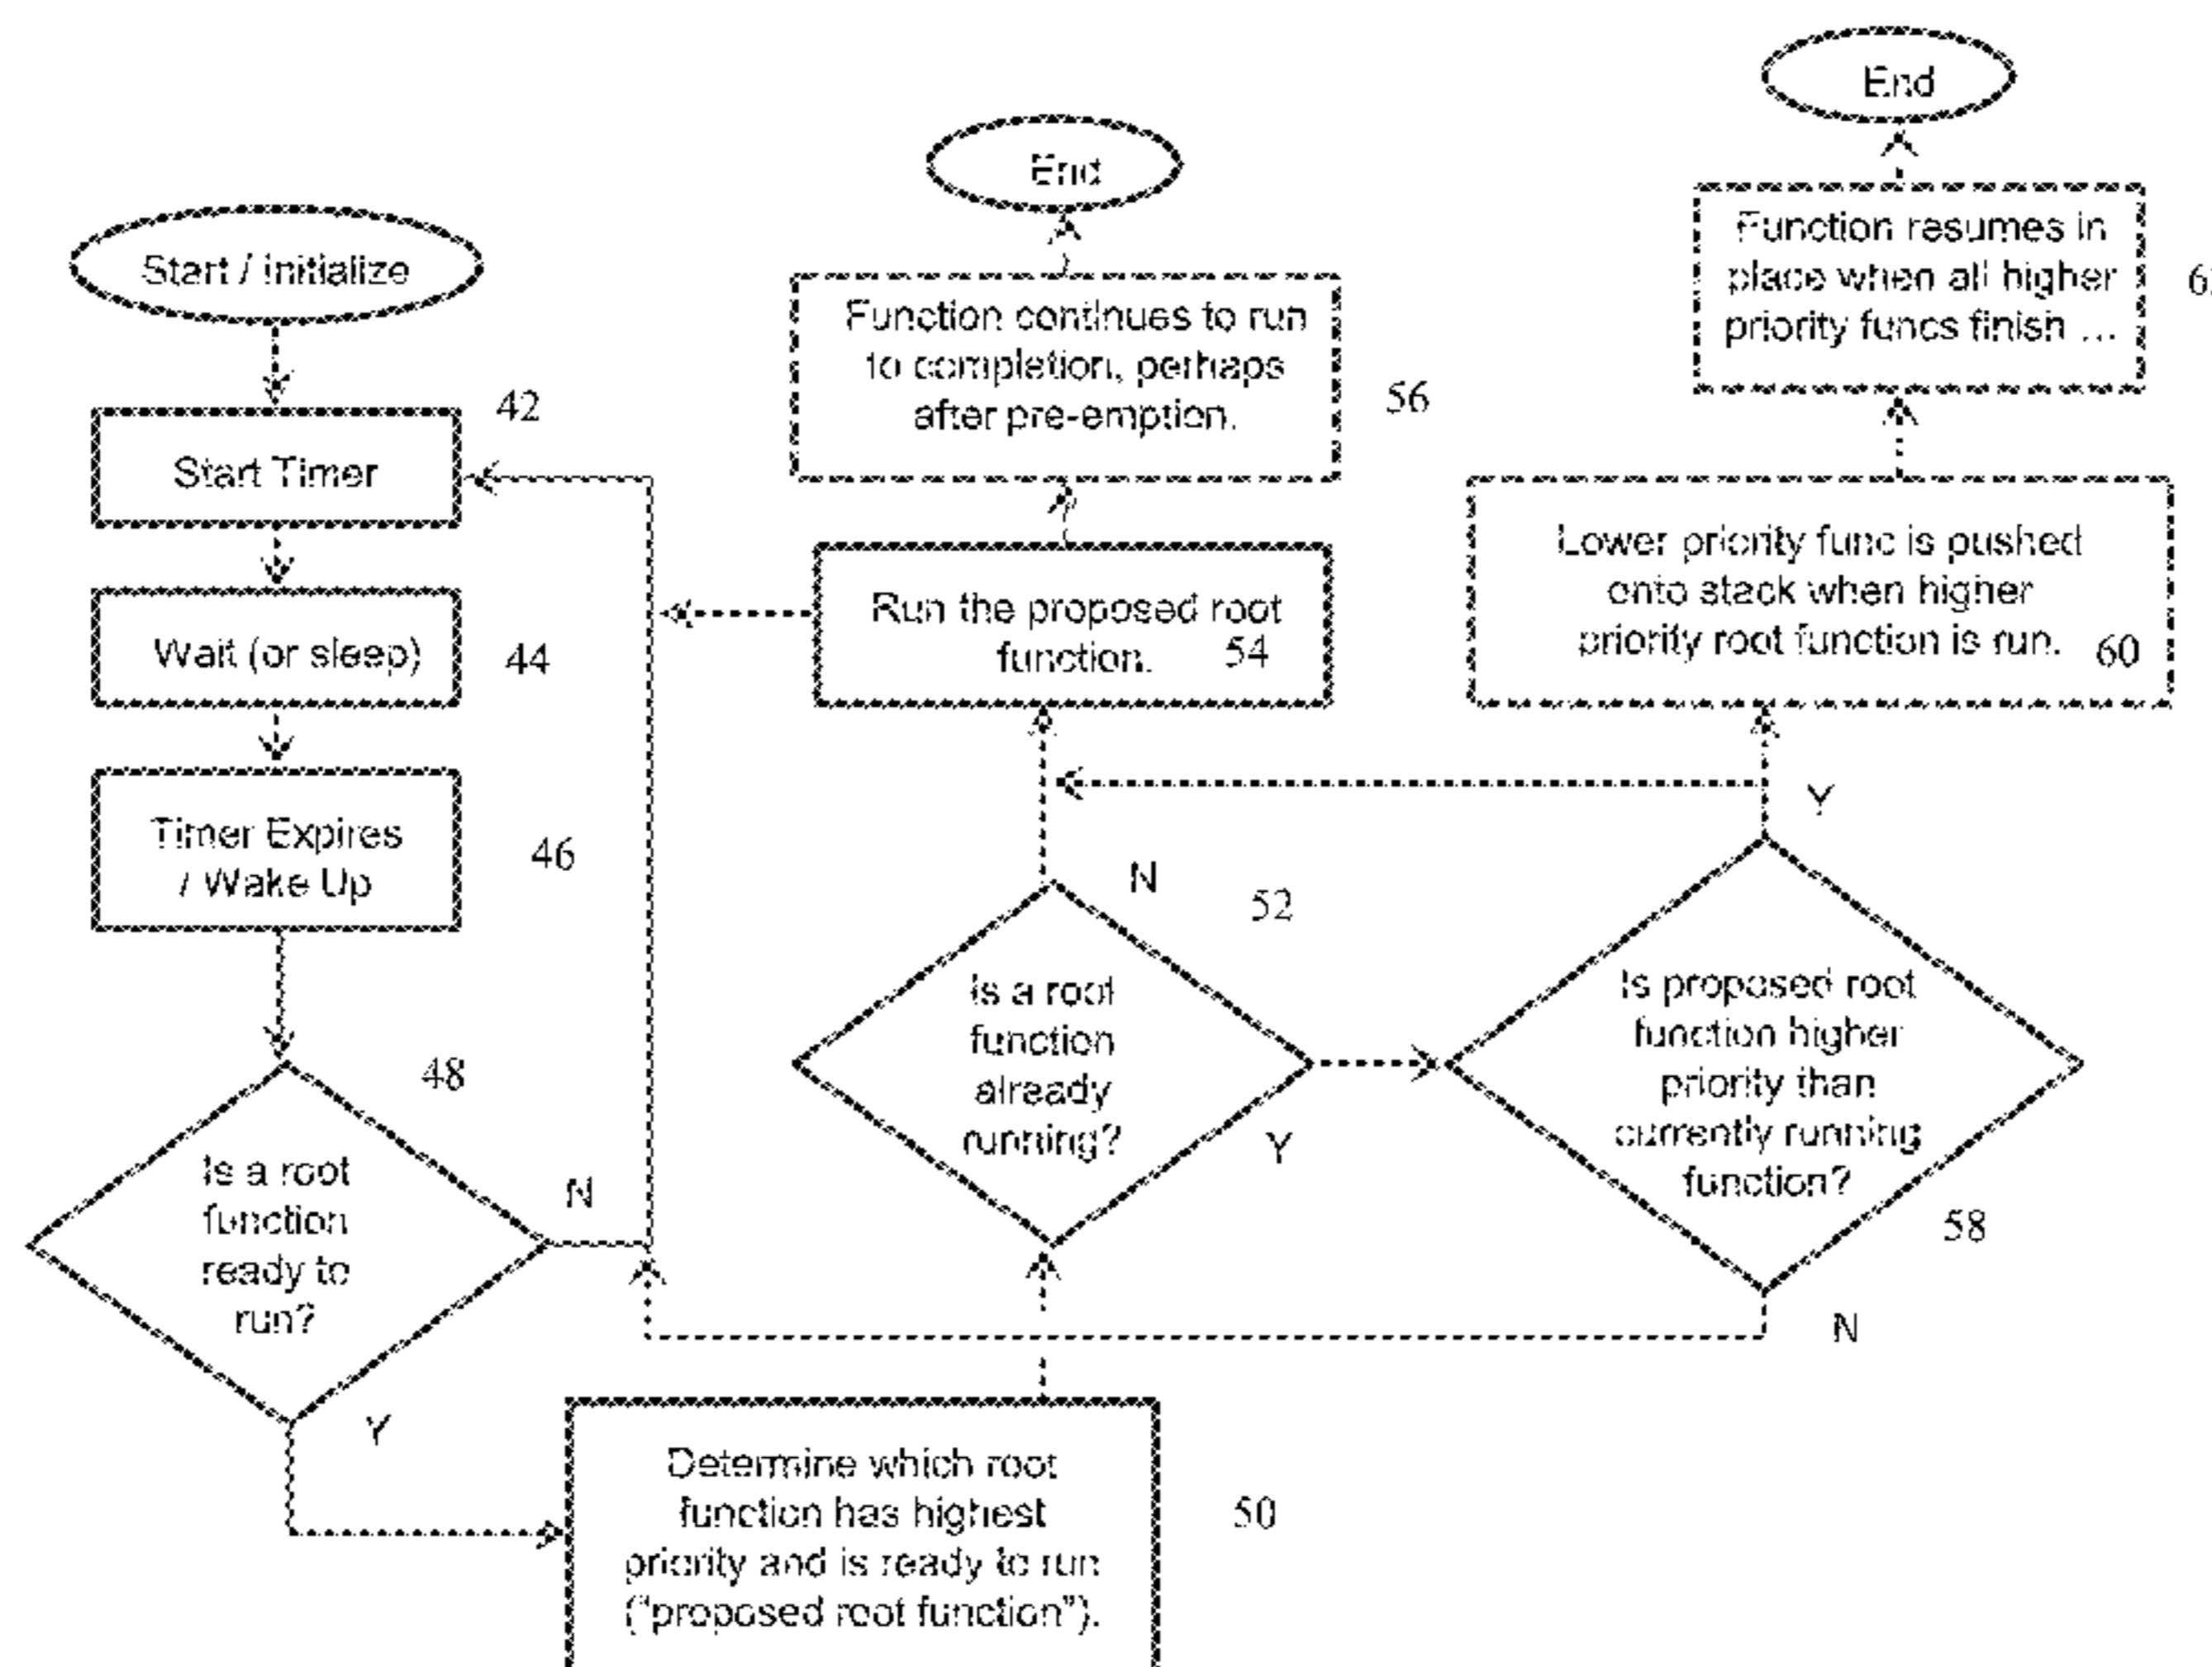 End
End
Function resumes in
place when all higher
priority funcs finish ...
Start / Initialize
Function continues to run
to completion, perhaps
after pre-emption.
56
42
Start Timer
Lower priority func is pushed
onto stack when higher
priority root function is run.
60
Run the proposed root
function.
54
Wait (or sleep)
44
Timer Expires
/ Wake Up
46
Y
N
52
Is a root
function
already
running?
Y
Is proposed root
function higher
priority than
currently running
function?
58
N
48
Is a root
function
ready to
run?
N
Y
Determine which root
function has highest
priority and is ready to run
("proposed root function").
50